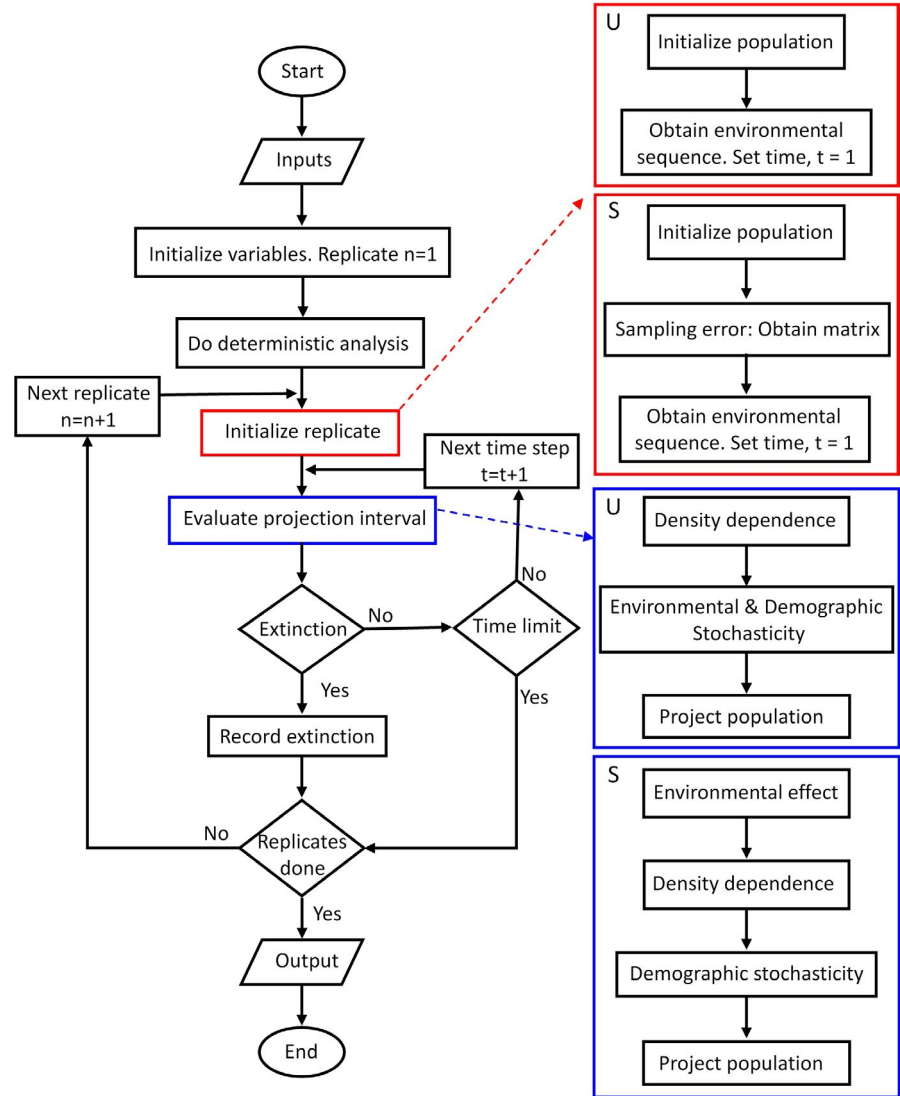 Start
Inputs
Initialize variables. Replicate n=1
Do deterministic analysis
Next replicate
n=n+1
Initialize replicate
Next time step
t=t+1
Evaluate projection interval
No
Extinction
No
Time limit
Yes
Yes
Record extinction
No
Replicates
done
Yes
Output
End
U
Initialize population
Obtain environmental
sequence. Set time, t = 1
S
Initialize population
Sampling error: Obtain matrix
Obtain environmental
sequence. Set time, t = 1
U
Density dependence
Environmental & Demographic
Stochasticity
Project population
S
Environmental effect
Density dependence
Demographic stochasticity
Project population